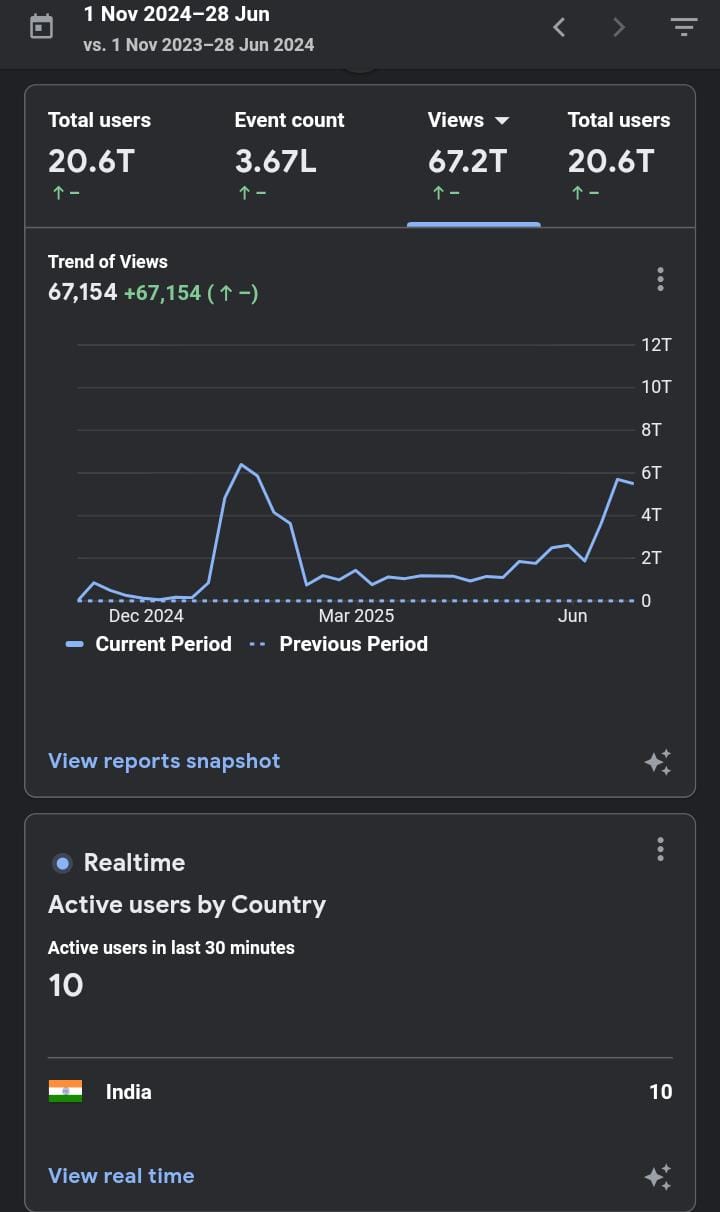 1 Nov 2024–28 Jun
vs. 1 Nov 2023–28 Jun 2024
Total users Event count Views Total users
20.6T 3.67L 67.2T 20.6T
↑ – ↑ – ↑ – ↑ –
Trend of Views
67,154 +67,154 (↑ –)
12T
10T
8T
6T
4T
2T
0
Dec 2024 Mar 2025 Jun
Current Period Previous Period
View reports snapshot
Realtime
Active users by Country
Active users in last 30 minutes
10
India 10
View real time